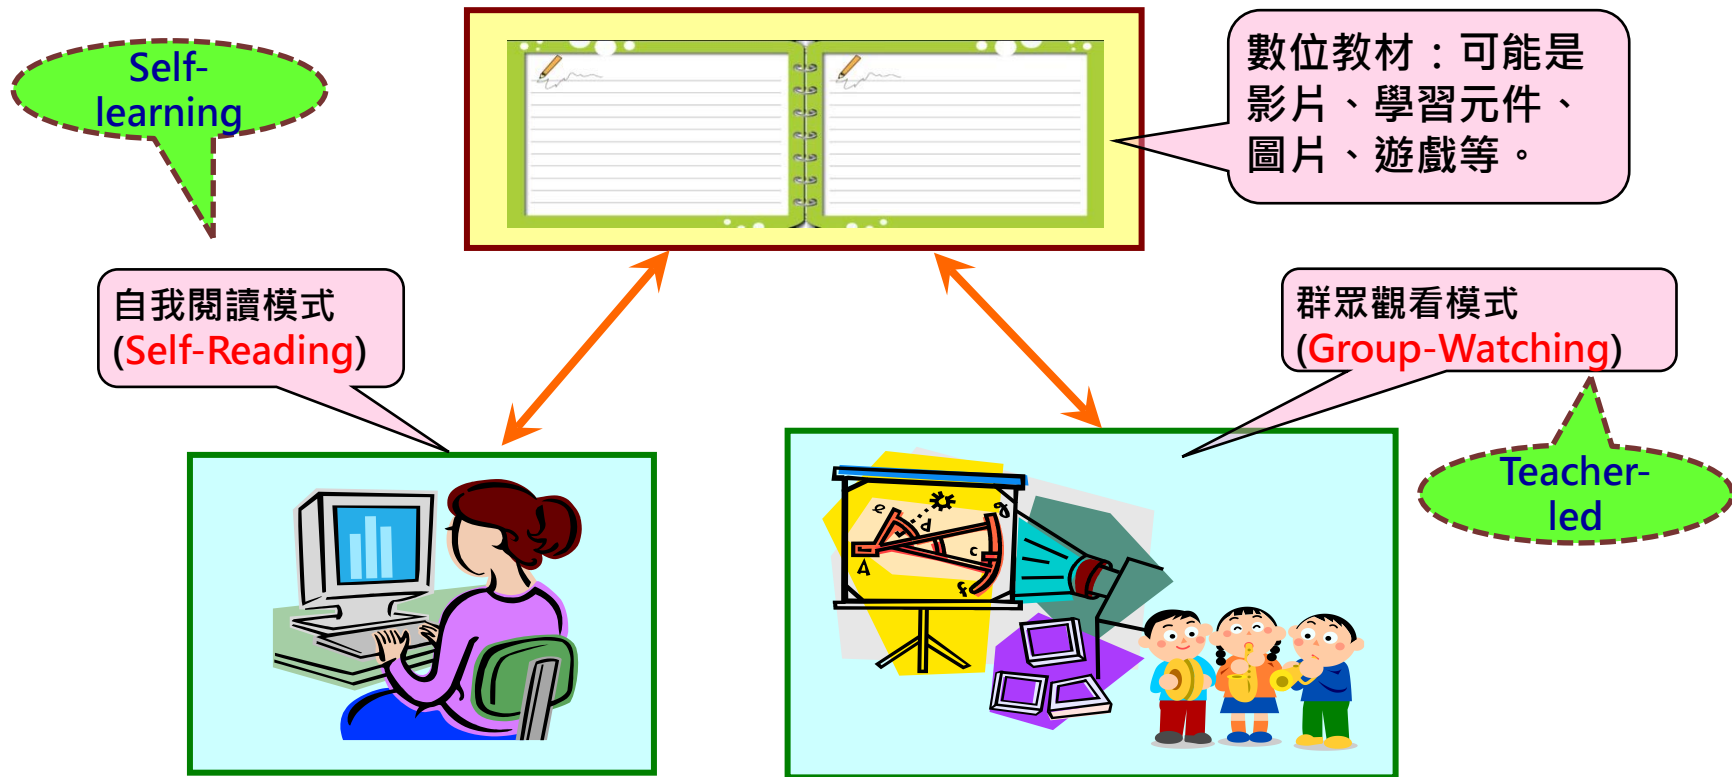 Self-
learning
數位教材：可能是
影片、學習元件、
圖片、遊戲等。
自我閱讀模式
(Self-Reading)
群眾觀看模式
(Group-Watching)
Teacher-
led